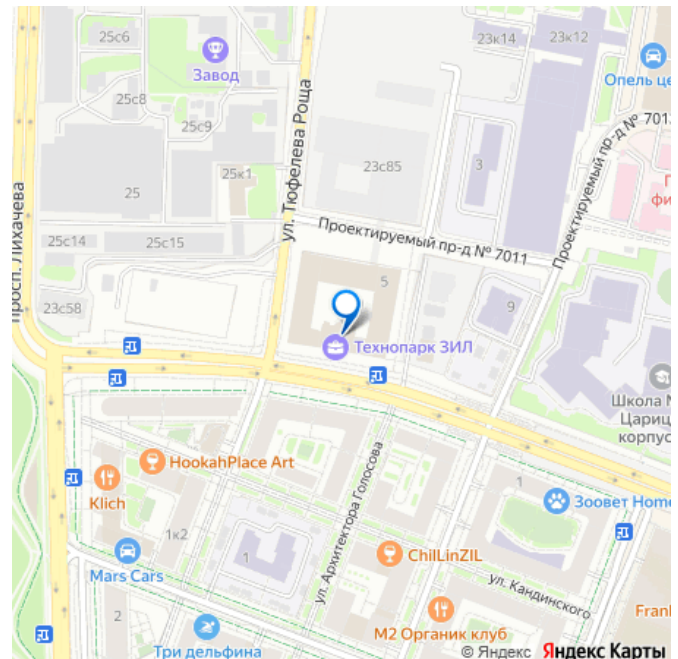 25с6
Завод
25с8
25с9
25
25к1
25с14
25с15
23с58
просп. Лихачева
ул. Тюфелева Роща
23с85
23к14
23к12
3
Опель це
Проектируемый пр-д № 7013
П
фи
Проектируемый пр-д № 7011
5
9
Технопарк ЗИЛ
Школа №
Цариц
корпус
HookahPlace Art
Klich
1к2
1
Mars Cars
2
Три дельфина
ул. Архитектора Голосова
1
Зоовет Home
ChillinZIL
ул. Кандинского
М2 Органик клуб
Frank
© Яндекс Яндекс Карты